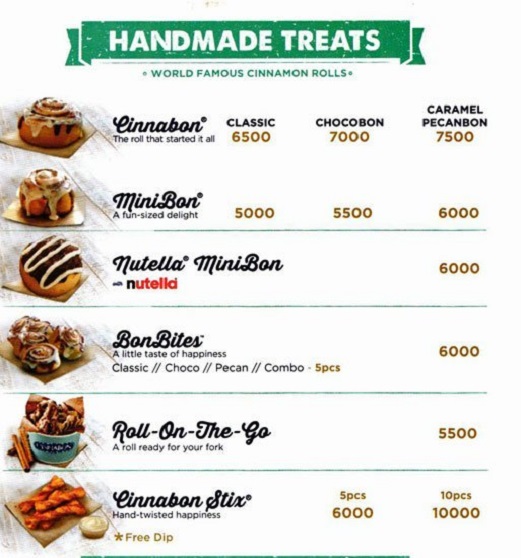 HANDMADE TREATS
• WORLD FAMOUS CINNAMON ROLLS•
CLASSIC CHOCOBON CARAMEL PECANBON
Cinnabon® 6500 7000 7500
The roll that started it all
MiniBon® 5000 5500 6000
A fun-sized delight
Nutella® MiniBon 6000
with nutella
BonBites™ 6000
A little taste of happiness
Classic // Choco // Pecan // Combo - 5pcs
Roll-On-The-Go 5500
A roll ready for your fork
5pcs 10pcs
Cinnabon Stix® 6000 10000
Hand-twisted happiness
*Free Dip